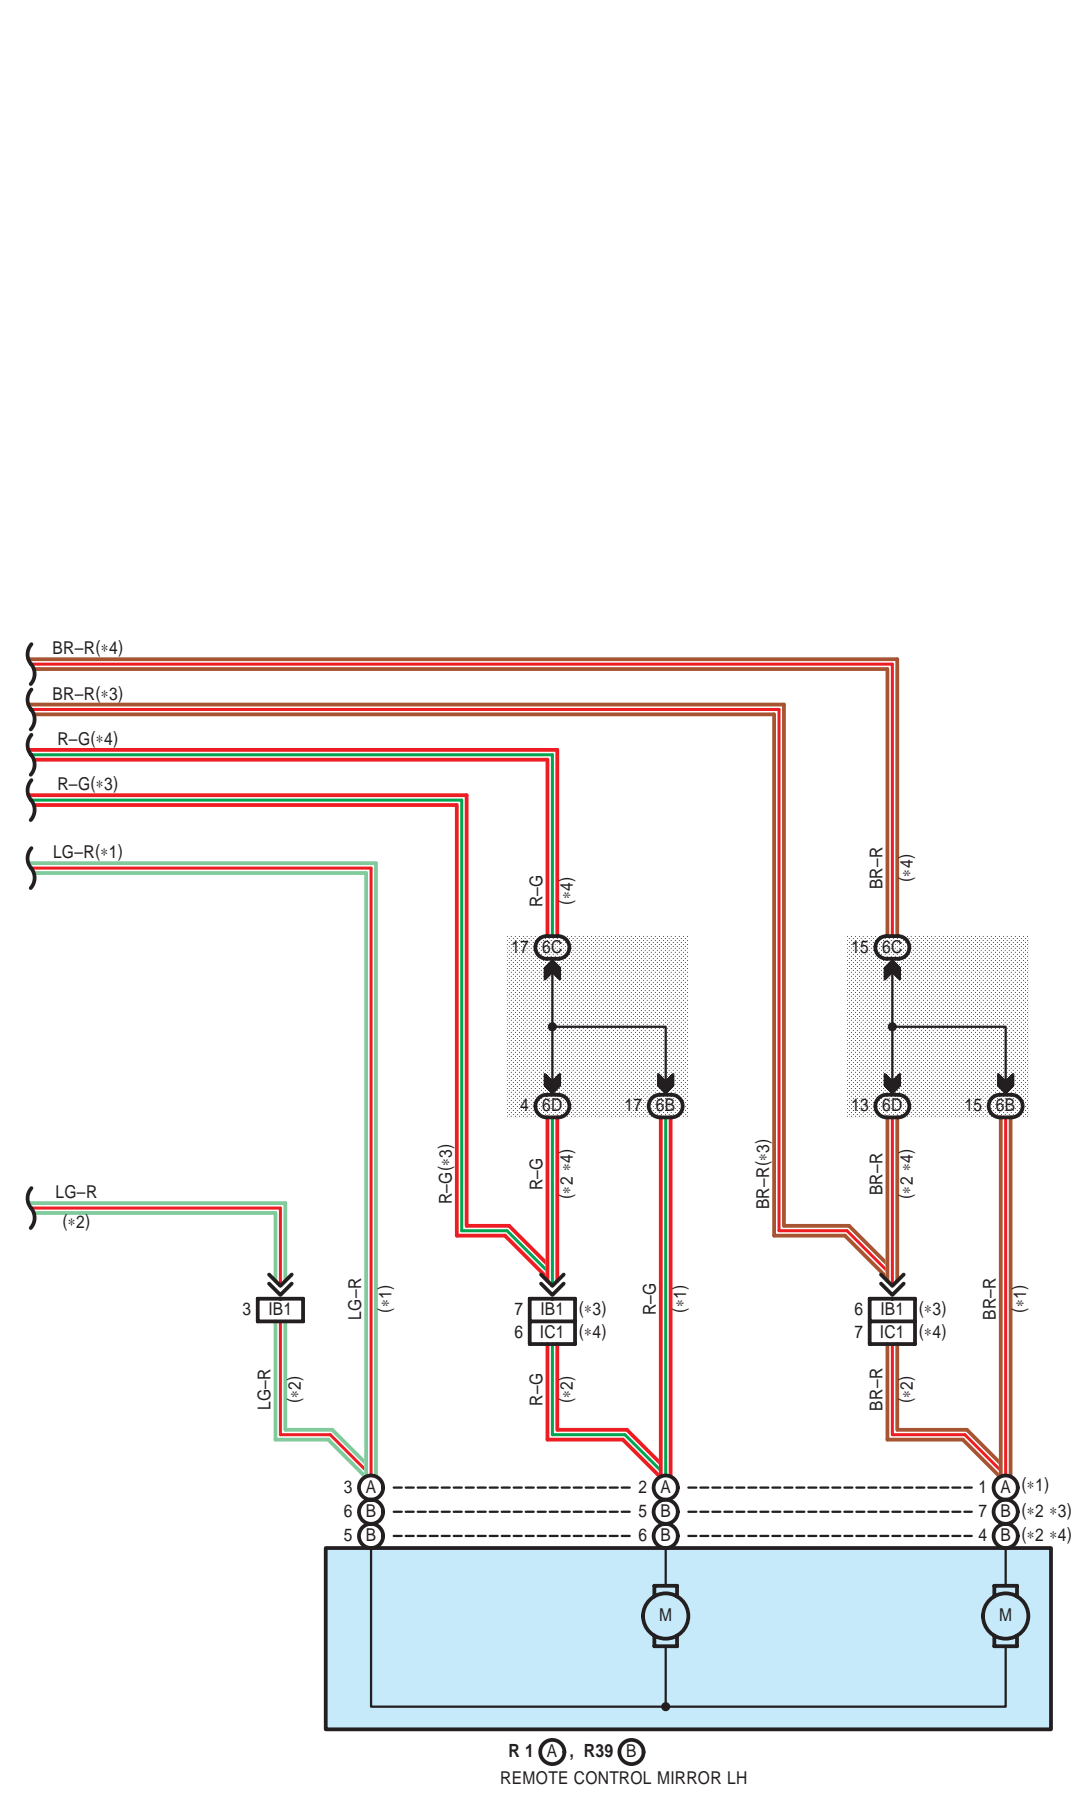 BR–R(*4)
BR–R(*3)
R–G(*4)
R–G(*3)
LG–R(*1)
R–G
(*4)
BR–R
(*4)
17 6C
15 6C
4 6D
17 6B
13 6D
15 6B
R–G(*3)
R–G
(*2 *4)
BR–R(*3)
BR–R
(*2 *4)
LG–R
(*2)
LG–R
(*1)
R–G
(*1)
BR–R
(*1)
3 IB1
7 IB1 (*3)
6 IC1 (*4)
6 IB1 (*3)
7 IC1 (*4)
LG–R
(*2)
R–G
(*2)
BR–R
(*2)
3 A 2 A 1 A (*1)
6 B 5 B 7 B (*2 *3)
5 B 6 B 4 B (*2 *4)
M M
R 1 A , R39 B
REMOTE CONTROL MIRROR LH